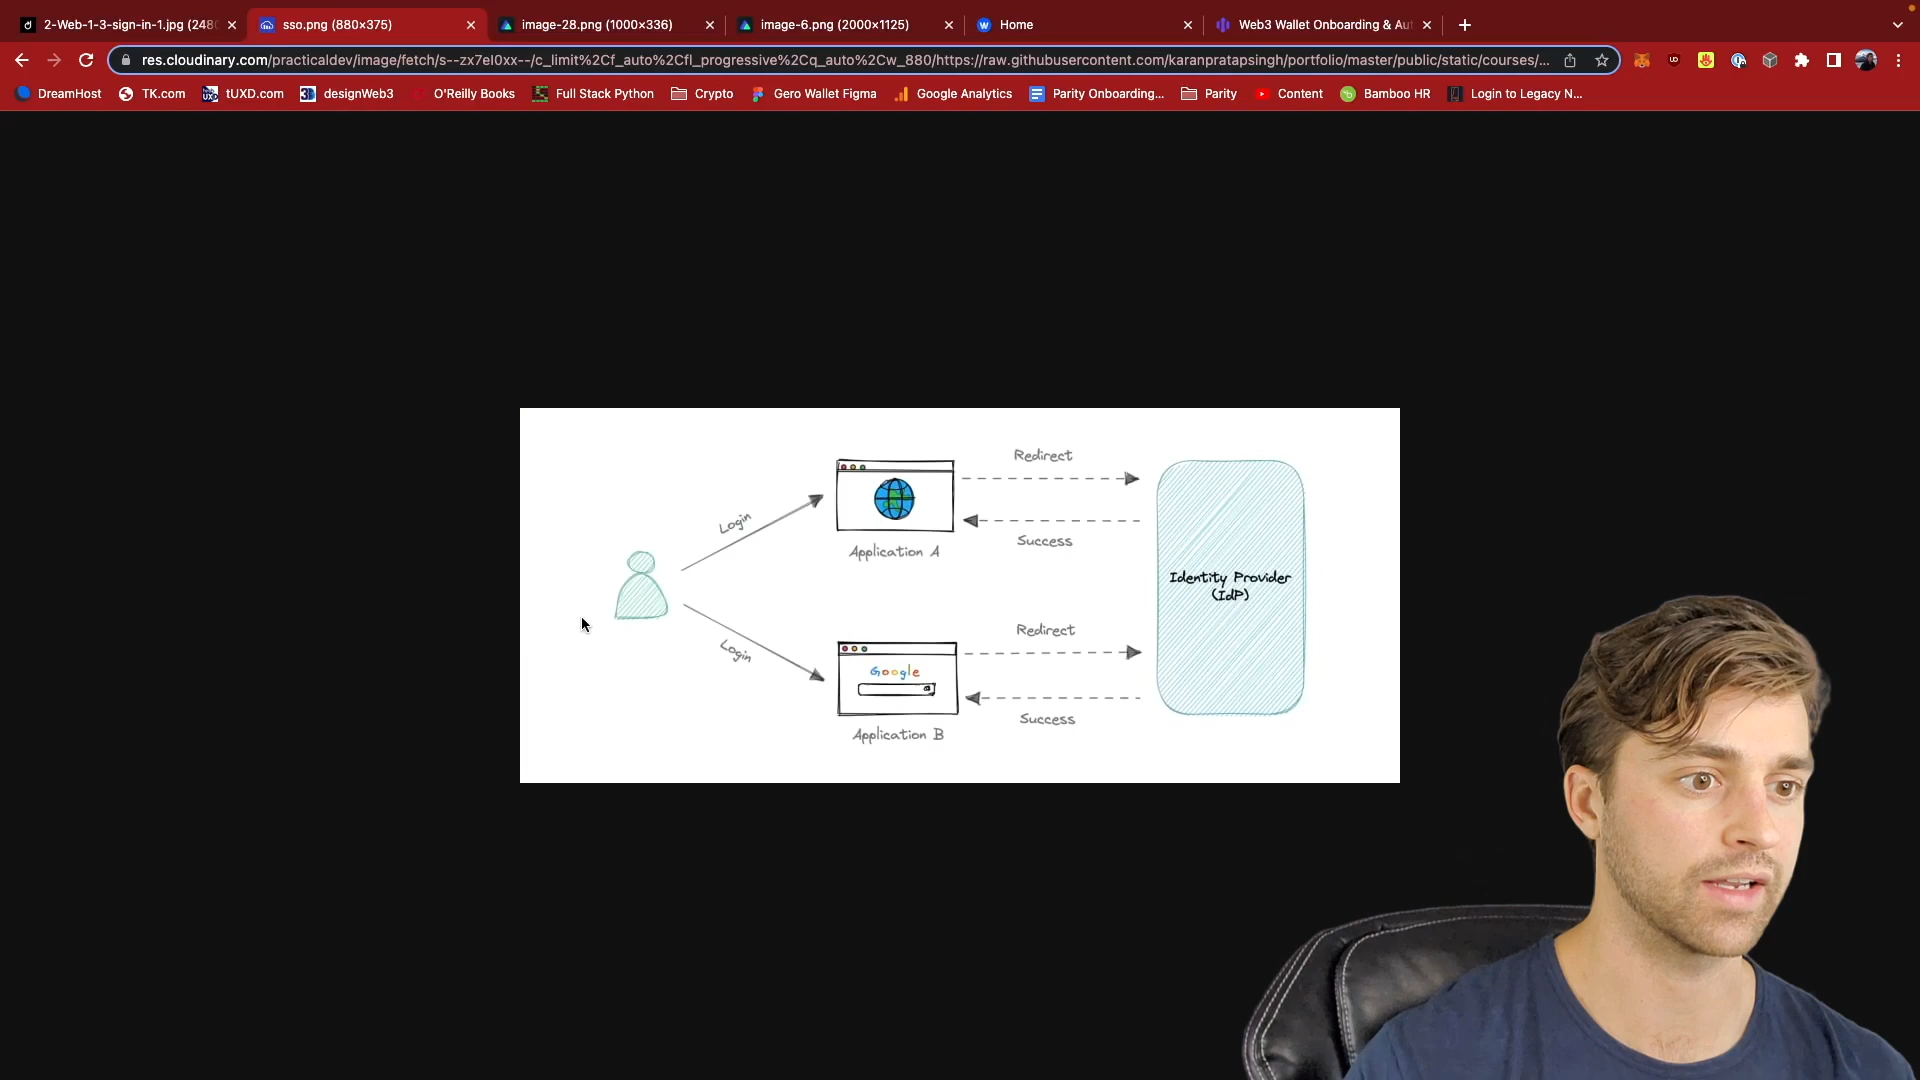 2-Web-1-3-sign-in-1.jpg (2480
sso.png (880×375)
image-28.png (1000×336)
image-6.png (2000×1125)
Home
Web3 Wallet Onboarding & Au
res.cloudinary.com/practicaldev/image/fetch/s--zx7eI0xx--/c_limit%2Cf_auto%2Cfl_progressive%2Cq_auto%2Cw_880/https://raw.githubusercontent.com/karanpratapsingh/portfolio/master/public/static/courses/...
DreamHost
TK.com
tUXD.com
designWeb3
O'Reilly Books
Full Stack Python
Crypto
Gero Wallet Figma
Google Analytics
Parity Onboarding...
Parity
Content
Bamboo HR
Login to Legacy N...
Redirect
Login
Success
Application A
Identity Provider
(IdP)
Redirect
Login
Google
Success
Application B